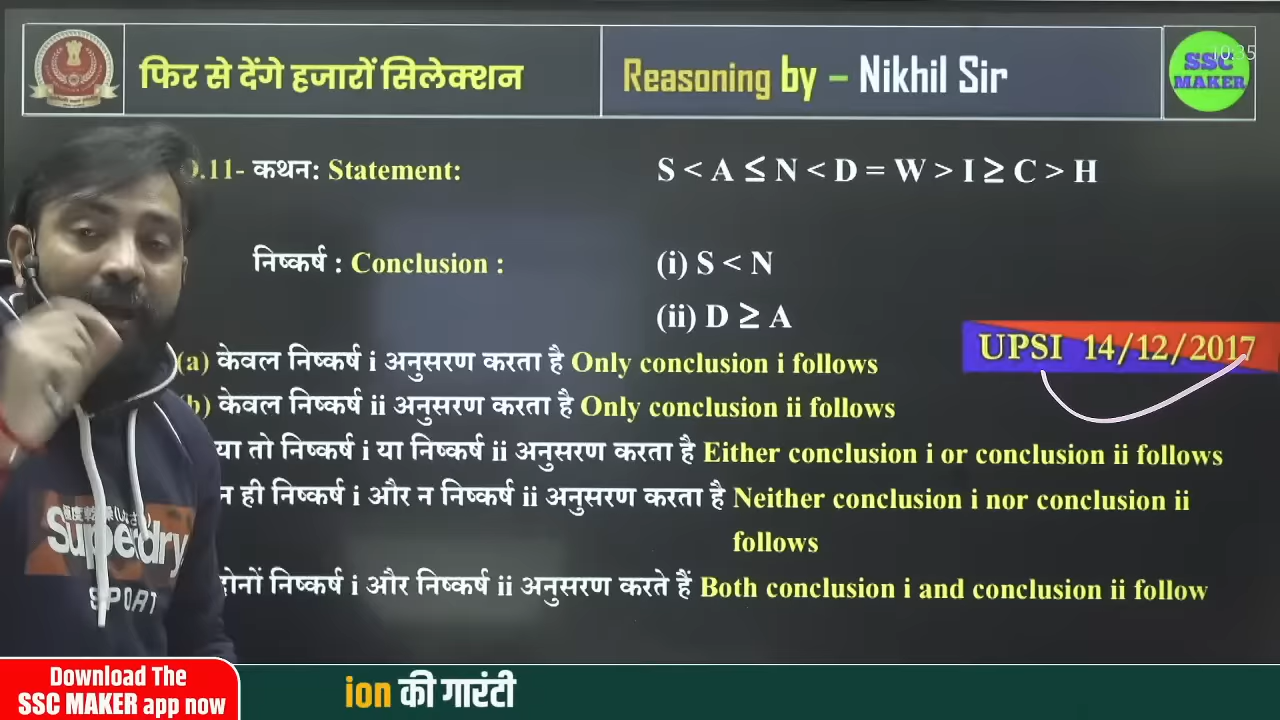 फिर से देंगे हजारों सिलेक्शन
Reasoning by – Nikhil Sir
SSC MAKER
10:35
.11- कथन: Statement: S < A ≤ N < D = W > I ≥ C > H
निष्कर्ष : Conclusion : (i) S < N
(ii) D ≥ A
UPSI 14/12/2017
(a) केवल निष्कर्ष i अनुसरण करता है Only conclusion i follows
b) केवल निष्कर्ष ii अनुसरण करता है Only conclusion ii follows
या तो निष्कर्ष i या निष्कर्ष ii अनुसरण करता है Either conclusion i or conclusion ii follows
न ही निष्कर्ष i और न निष्कर्ष ii अनुसरण करता है Neither conclusion i nor conclusion ii
follows
दोनों निष्कर्ष i और निष्कर्ष ii अनुसरण करते हैं Both conclusion i and conclusion ii follow
Superdry
SPORT
Download The
SSC MAKER app now
ion की गारंटी